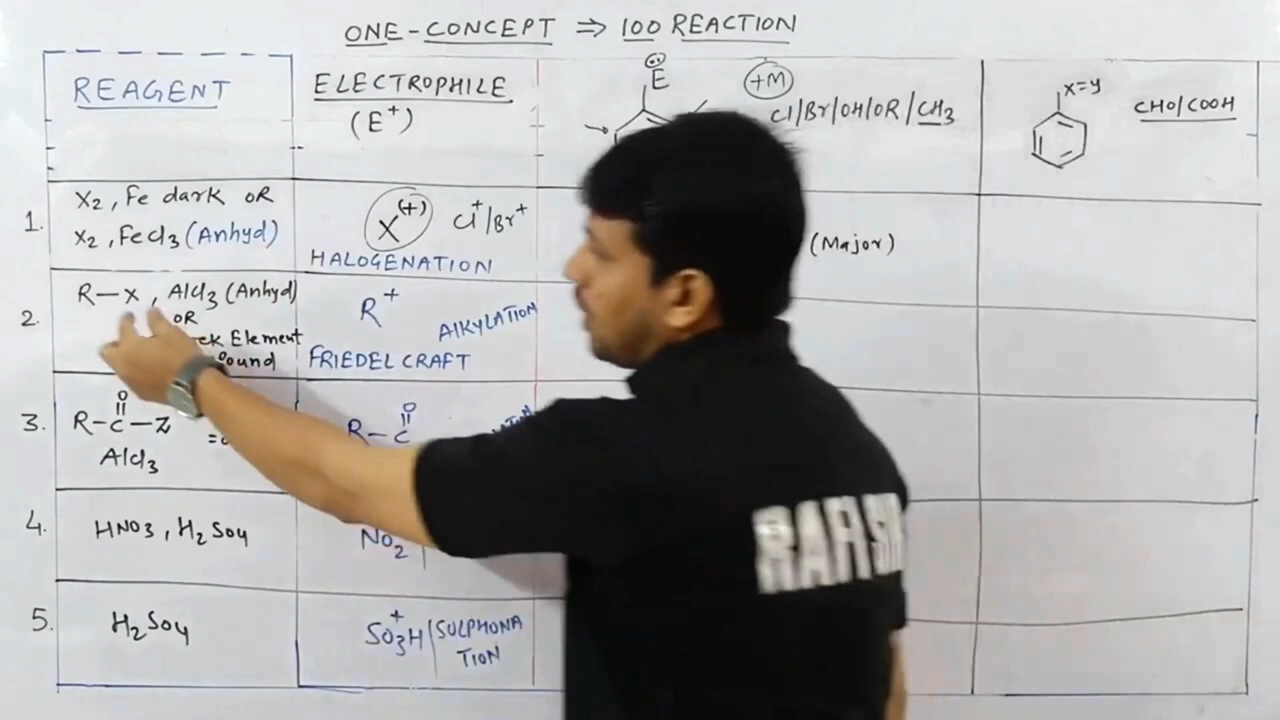 ONE-CONCEPT ⇒ 100 REACTION
REAGENT
ELECTROPHILE
(E⁺)
E
+M
Cl/Br/OH/OR/CH₃
X=Y
CHO/COOH
1.
X₂, Fe dark OR
X₂, FeCl₃ (Anhyd)
X⁽⁺⁾ Cl⁺/Br⁺
HALOGENATION
(Major)
2.
R-X, AlCl₃ (Anhyd)
OR
Element
R⁺
ALKYLATION
FRIEDEL CRAFT
3.
O
R-C-Z
AlCl₃
O
R-C
4.
HNO₃, H₂SO₄
NO₂
5.
H₂SO₄
SO₃⁺H/SULPHONA
TION